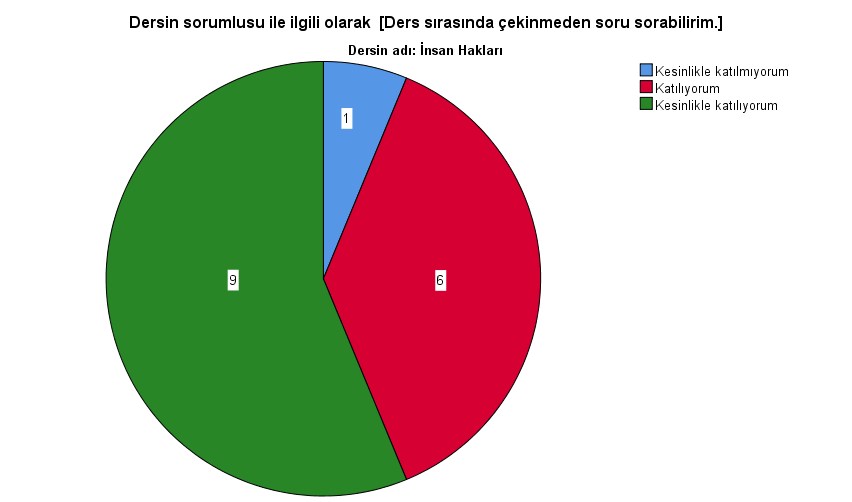 Dersin sorumlusu ile ilgili olarak [Ders sırasında çekinmeden soru sorabilirim.]
Dersin adı: İnsan Hakları
Kesinlikle katılmıyorum
Katılıyorum
Kesinlikle katılıyorum
1
9
6